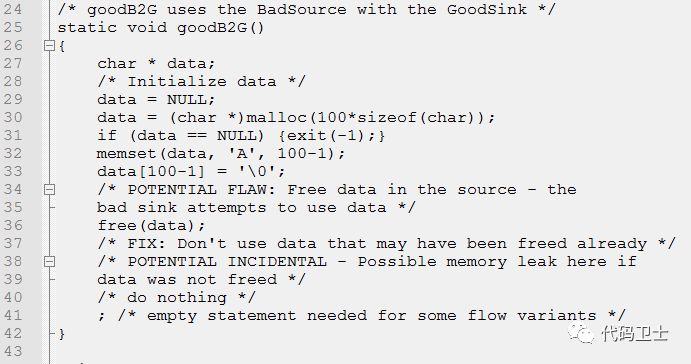 24 /* goodB2G uses the BadSource with the GoodSink */
25 static void goodB2G()
26 {
27     char * data;
28     /* Initialize data */
29     data = NULL;
30     data = (char *)malloc(100*sizeof(char));
31     if (data == NULL) {exit(-1);}
32     memset(data, 'A', 100-1);
33     data[100-1] = '\0';
34     /* POTENTIAL FLAW: Free data in the source - the
35     bad sink attempts to use data */
36     free(data);
37     /* FIX: Don't use data that may have been freed already */
38     /* POTENTIAL INCIDENTAL - Possible memory leak here if
39     data was not freed */
40     /* do nothing */
41     ; /* empty statement needed for some flow variants */
42 }
43
代码卫士